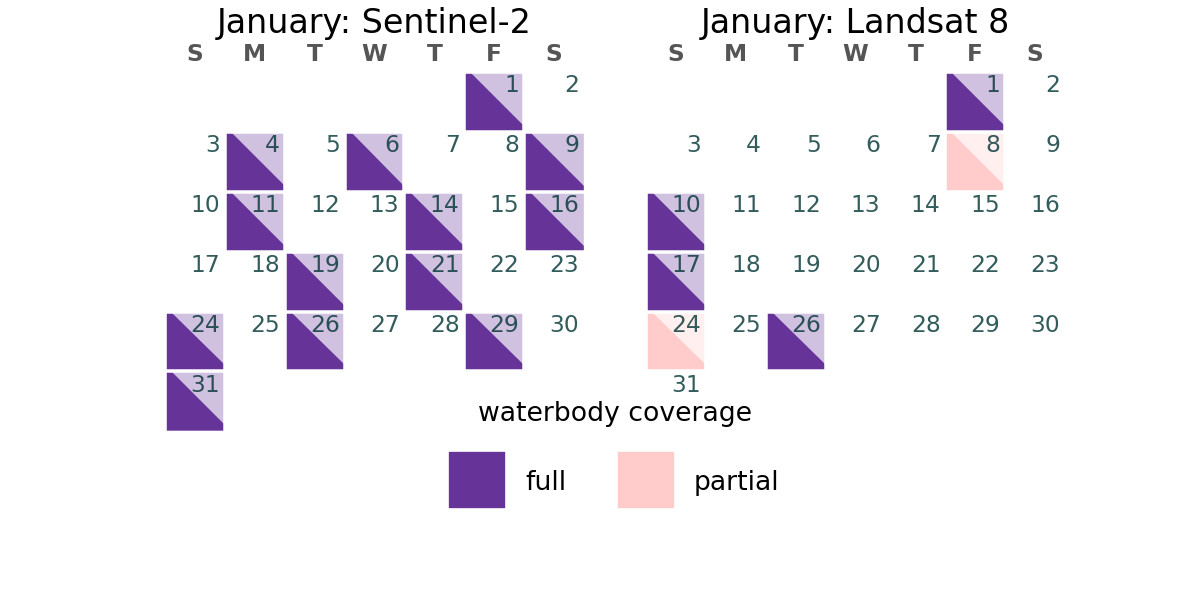 January: Sentinel-2
S M T W T F S
1 2
3 4 5 6 7 8 9
10 11 12 13 14 15 16
17 18 19 20 21 22 23
24 25 26 27 28 29 30
31
January: Landsat 8
S M T W T F S
1 2
3 4 5 6 7 8 9
10 11 12 13 14 15 16
17 18 19 20 21 22 23
24 25 26 27 28 29 30
31
waterbody coverage
full partial